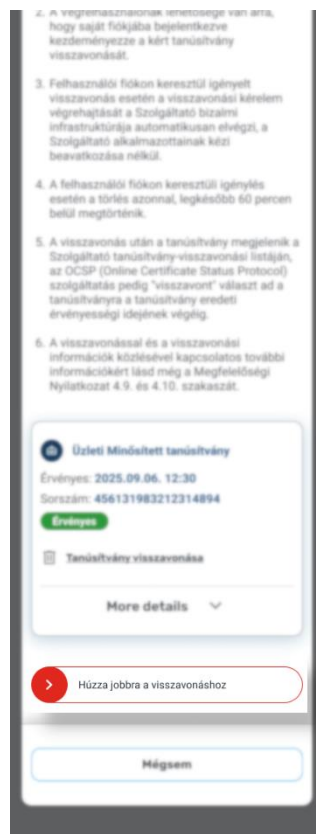 2. A végfelhasználónak lehetősége van arra,
hogy saját fiókjába bejelentkezve
kezdeményezze a kért tanúsítvány
visszavonását.
3. Felhasználói fiókon keresztül igényelt
visszavonás esetén a visszavonási kérelem
végrehajtását a Szolgáltató bizalmi
infrastruktúrája automatikusan elvégzi, a
Szolgáltató alkalmazottainak kézi
beavatkozása nélkül.
4. A felhasználói fiókon keresztüli igénylés
esetén a törlés azonnal, legkésőbb 60 percen
belül megtörténik.
5. A visszavonás után a tanúsítvány megjelenik a
Szolgáltató tanúsítvány-visszavonási listáján,
az OCSP (Online Certificate Status Protocol)
szolgáltatás pedig "visszavont" választ ad a
tanúsítványra a tanúsítvány eredeti
érvényességi idejének végéig.
6. A visszavonással és a visszavonási
információk közlésével kapcsolatos további
információkért lásd még a Megfelelőségi
Nyilatkozat 4.9. és 4.10. szakaszát.
Üzleti Minősített tanúsítvány
Érvényes: 2025.09.06. 12:30
Sorszám: 456131983212314894
Érvényes
Tanúsítvány visszavonása
More details
Húzza jobbra a visszavonáshoz
Mégsem